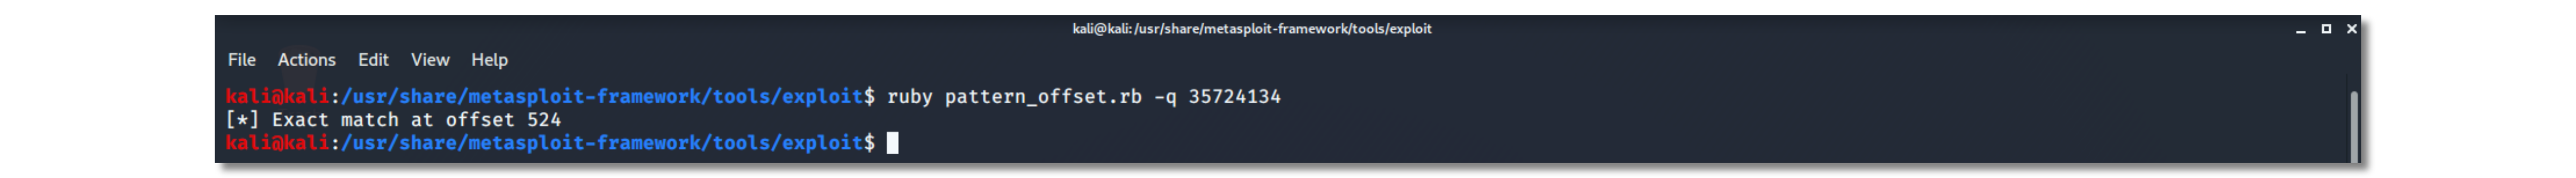 kali@kali:/usr/share/metasploit-framework/tools/exploit
File Actions Edit View Help
kali@kali:/usr/share/metasploit-framework/tools/exploit$ ruby pattern_offset.rb -q 35724134
[*] Exact match at offset 524
kali@kali:/usr/share/metasploit-framework/tools/exploit$